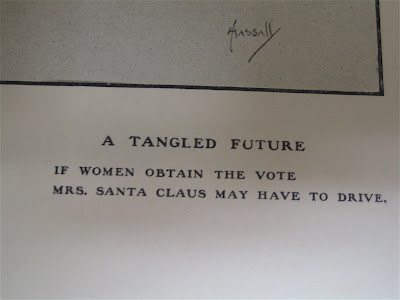 Hassall
A TANGLED FUTURE
IF WOMEN OBTAIN THE VOTE
MRS. SANTA CLAUS MAY HAVE TO DRIVE.